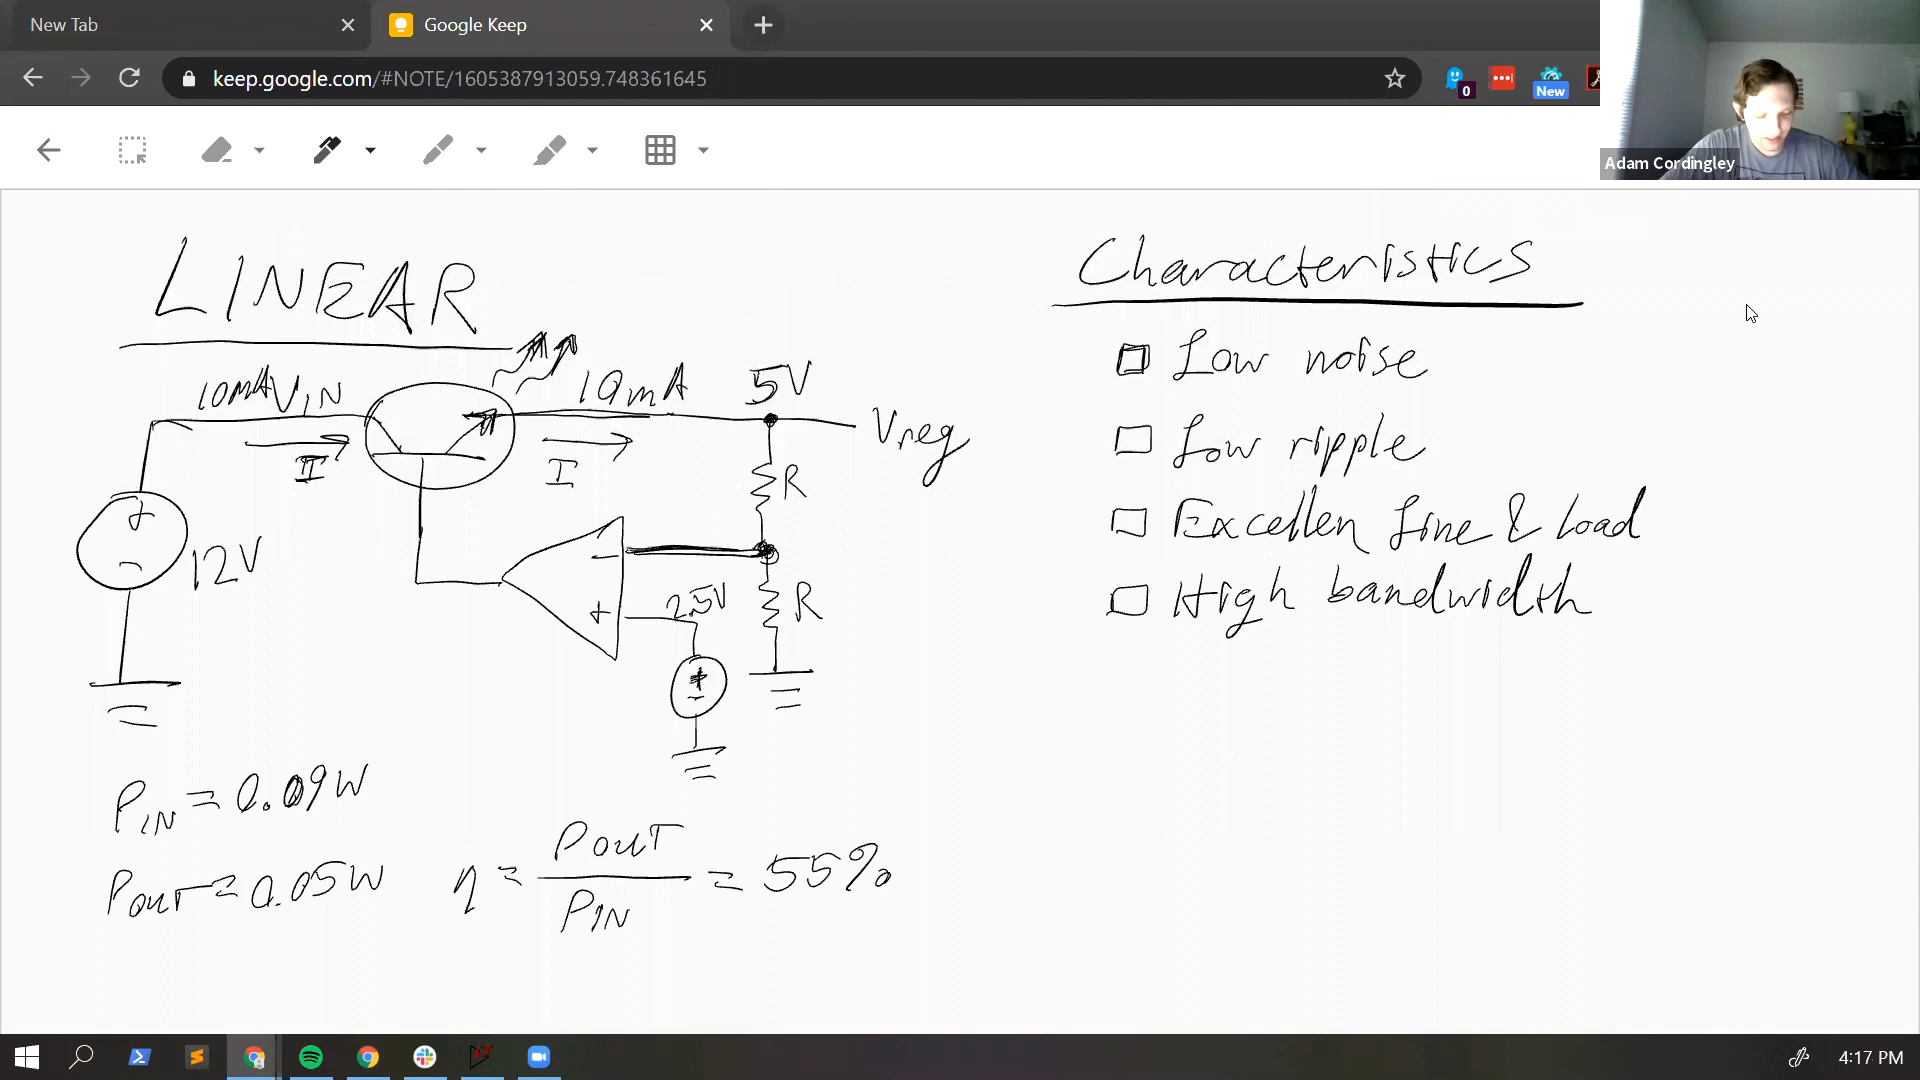 New Tab
Google Keep
keep.google.com/#NOTE/1605387913059.748361645
0
New
Adam Cordingley
LINEAR
10mA VIN
10mA
5V
Vreg
I
I
R
+
-
12V
-
+
2.5V
R
+
-
PIN = 0.09W
POUT = 0.05W
η = POUT / PIN = 55%
Characteristics
Low noise
Low ripple
Excellen Line & Load
High bandwidth
4:17 PM